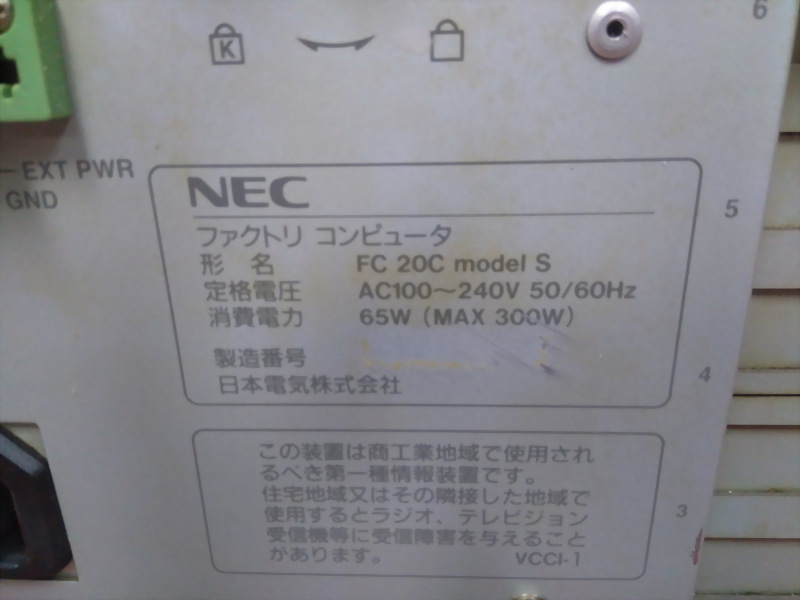 K
6
EXT PWR
GND
5
NEC
ファクトリ コンピュータ
形 名 FC 20C model S
定格電圧 AC100～240V 50/60Hz
消費電力 65W (MAX 300W)
製造番号
日本電気株式会社
4
この装置は商工業地域で使用され
るべき第一種情報装置です。
住宅地域又はその隣接した地域で
使用するとラジオ、テレビジョン
受信機等に受信障害を与えること
があります。 VCCI-1
3